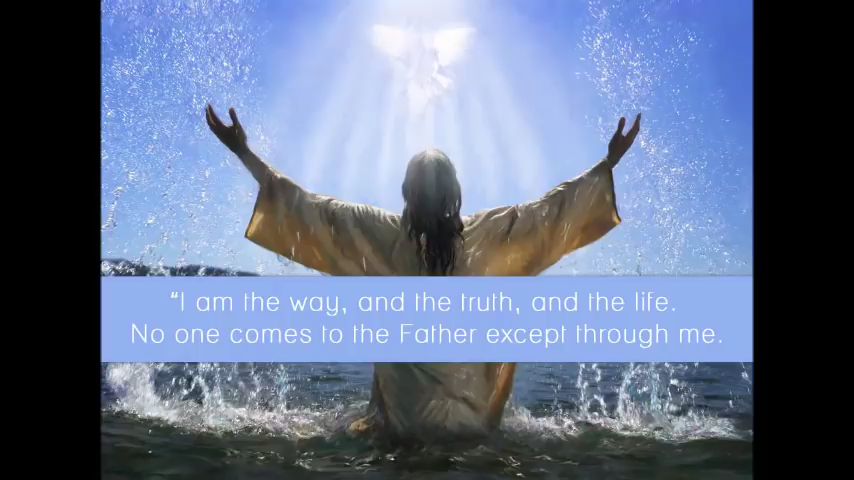 “I am the way, and the truth, and the life.
No one comes to the Father except through me.